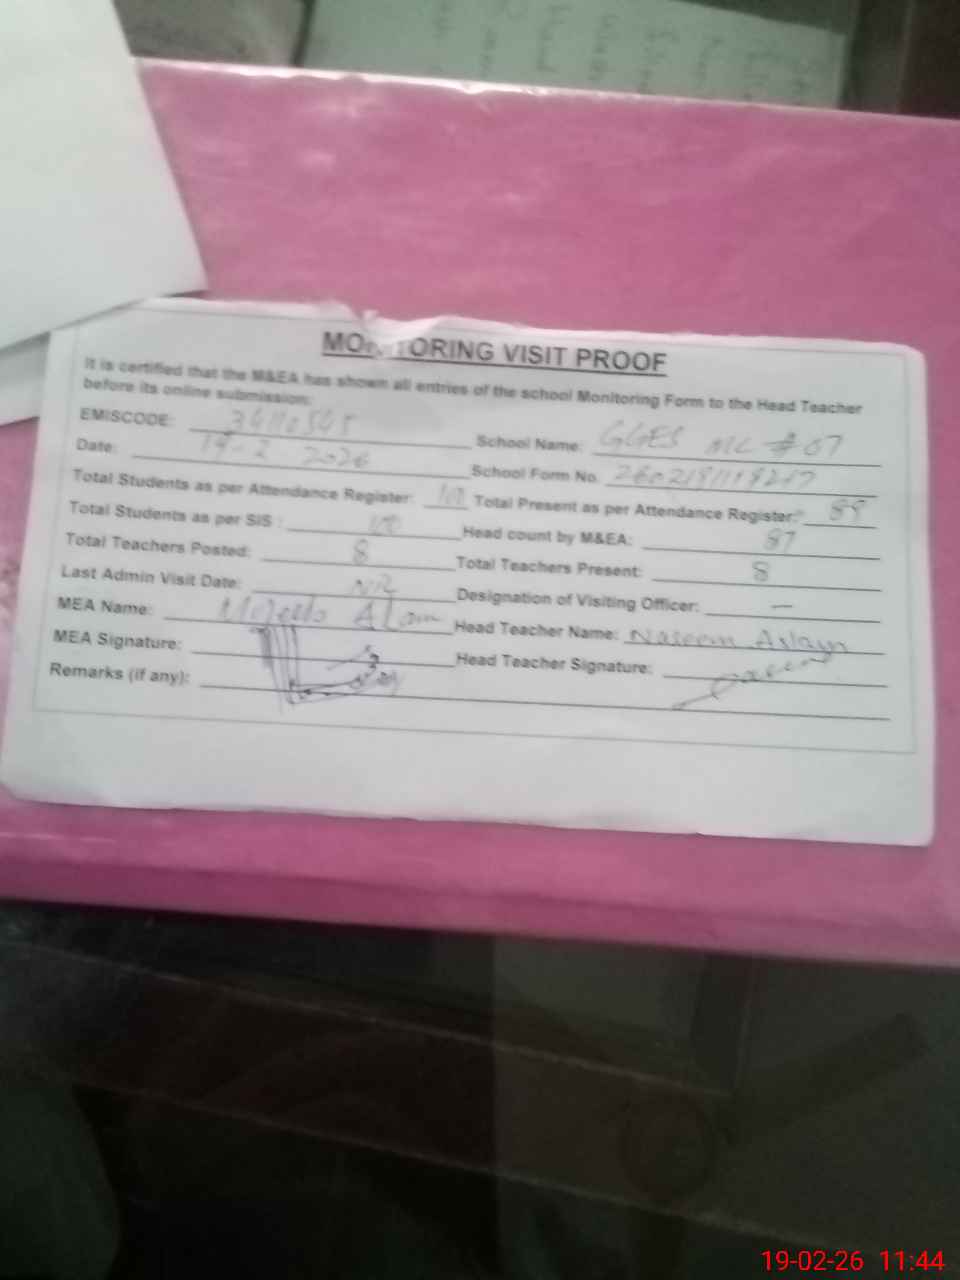 MONITORING VISIT PROOF
It is certified that the M&EA has shown all entries of the school Monitoring Form to the Head Teacher
before its online submission:
EMISCODE: 34110545 School Name: GGES MC # 07
Date: 19-2 2026 School Form No.
Total Students as per Attendance Register: Total Present as per Attendance Register:
Total Students as per SIS : 100 Head count by M&EA: 87
Total Teachers Posted: 8 Total Teachers Present: 8
Last Admin Visit Date: Designation of Visiting Officer: —
MEA Name: Alam Head Teacher Name: Naseem Aslam
MEA Signature: Head Teacher Signature:
Remarks (if any):
19-02-26 11:44